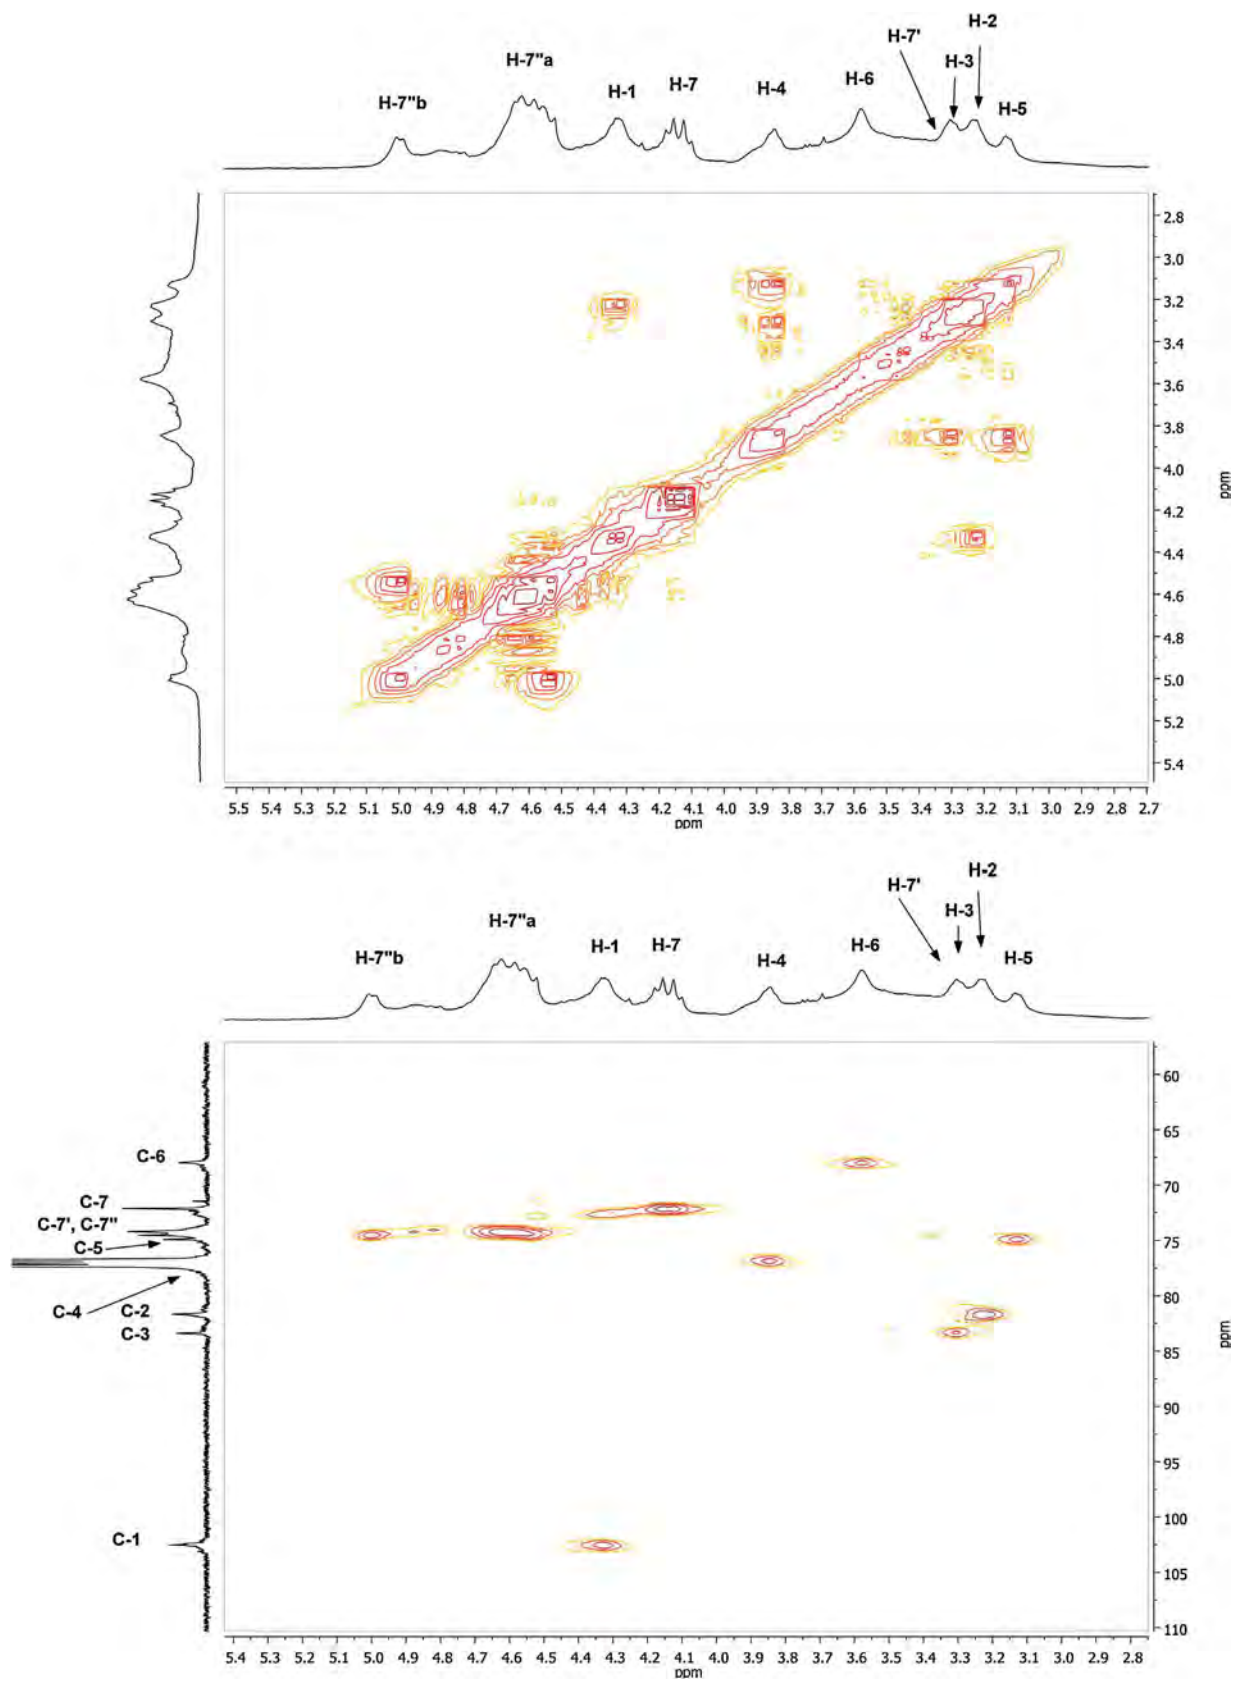 H-2
H-7'
H-3
H-7"a
H-1
H-7
H-4
H-6
H-7"b
H-5
2.8
3.0
3.2
3.4
3.6
3.8
4.0
4.2
4.4
4.6
4.8
5.0
5.2
5.4
ppm
5.5 5.4 5.3 5.2 5.1 5.0 4.9 4.8 4.7 4.6 4.5 4.4 4.3 4.2 4.1 4.0 3.9 3.8 3.7 3.6 3.5 3.4 3.3 3.2 3.1 3.0 2.9 2.8 2.7
ppm
H-2
H-7'
H-3
H-7"a
H-1
H-7
H-4
H-6
H-7"b
H-5
60
65
70
75
80
85
90
95
100
105
110
ppm
C-6
C-7
C-7', C-7"
C-5
C-4
C-2
C-3
C-1
5.4 5.3 5.2 5.1 5.0 4.9 4.8 4.7 4.6 4.5 4.4 4.3 4.2 4.1 4.0 3.9 3.8 3.7 3.6 3.5 3.4 3.3 3.2 3.1 3.0 2.9 2.8
ppm